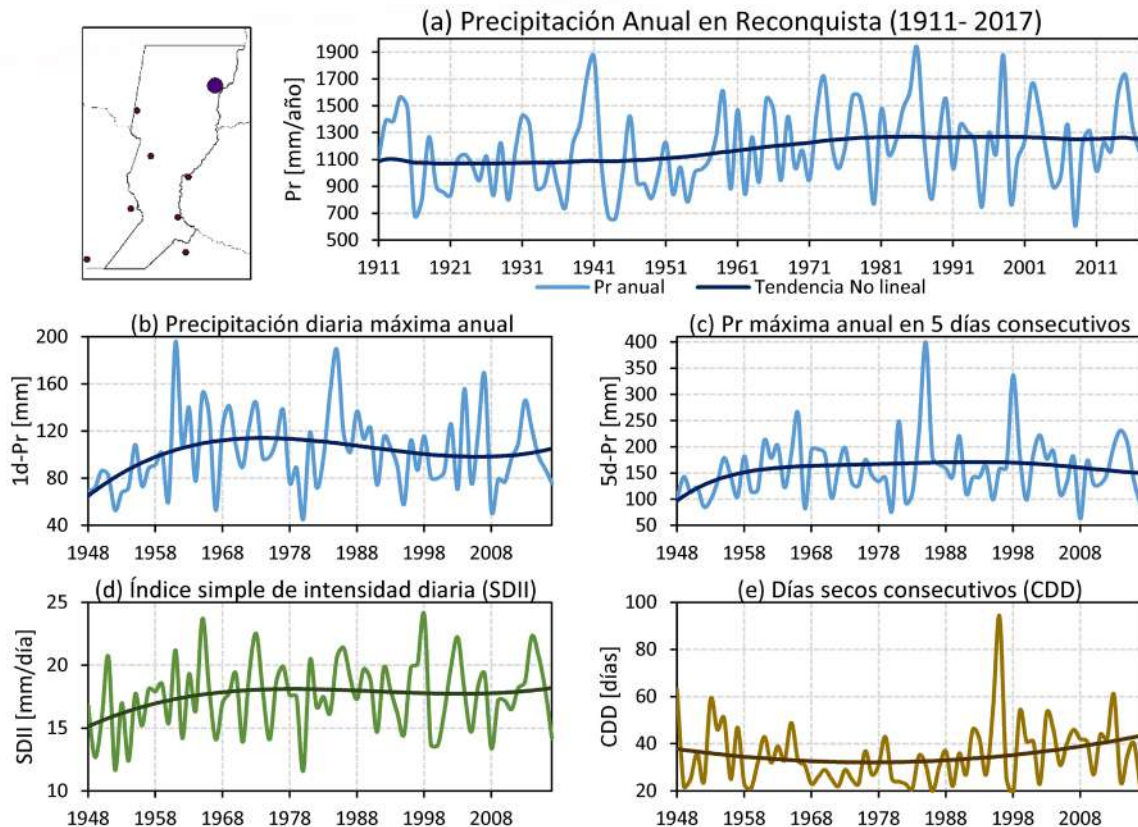 (a) Precipitación Anual en Reconquista (1911- 2017)
Pr [mm/año]
1900
1700
1500
1300
1100
900
700
500
1911 1921 1931 1941 1951 1961 1971 1981 1991 2001 2011
Pr anual Tendencia No lineal
(b) Precipitación diaria máxima anual
1d-Pr [mm]
200
160
120
80
40
1948 1958 1968 1978 1988 1998 2008
(c) Pr máxima anual en 5 días consecutivos
5d-Pr [mm]
400
350
300
250
200
150
100
50
1948 1958 1968 1978 1988 1998 2008
(d) Índice simple de intensidad diaria (SDII)
SDII [mm/día]
25
20
15
10
1948 1958 1968 1978 1988 1998 2008
(e) Días secos consecutivos (CDD)
CDD [días]
100
80
60
40
20
1948 1958 1968 1978 1988 1998 2008